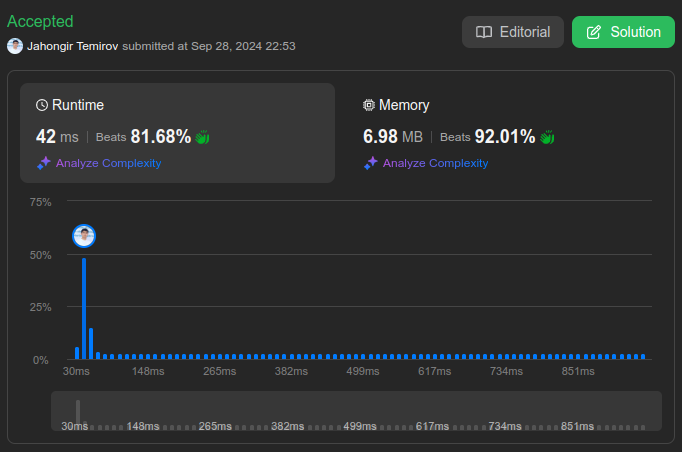 Accepted
Editorial
Solution
Jahongir Temirov submitted at Sep 28, 2024 22:53
Runtime
42 ms | Beats 81.68%
Analyze Complexity
Memory
6.98 MB | Beats 92.01%
Analyze Complexity
75%
50%
25%
0%
30ms 148ms 265ms 382ms 499ms 617ms 734ms 851ms
30ms 148ms 265ms 382ms 499ms 617ms 734ms 851ms